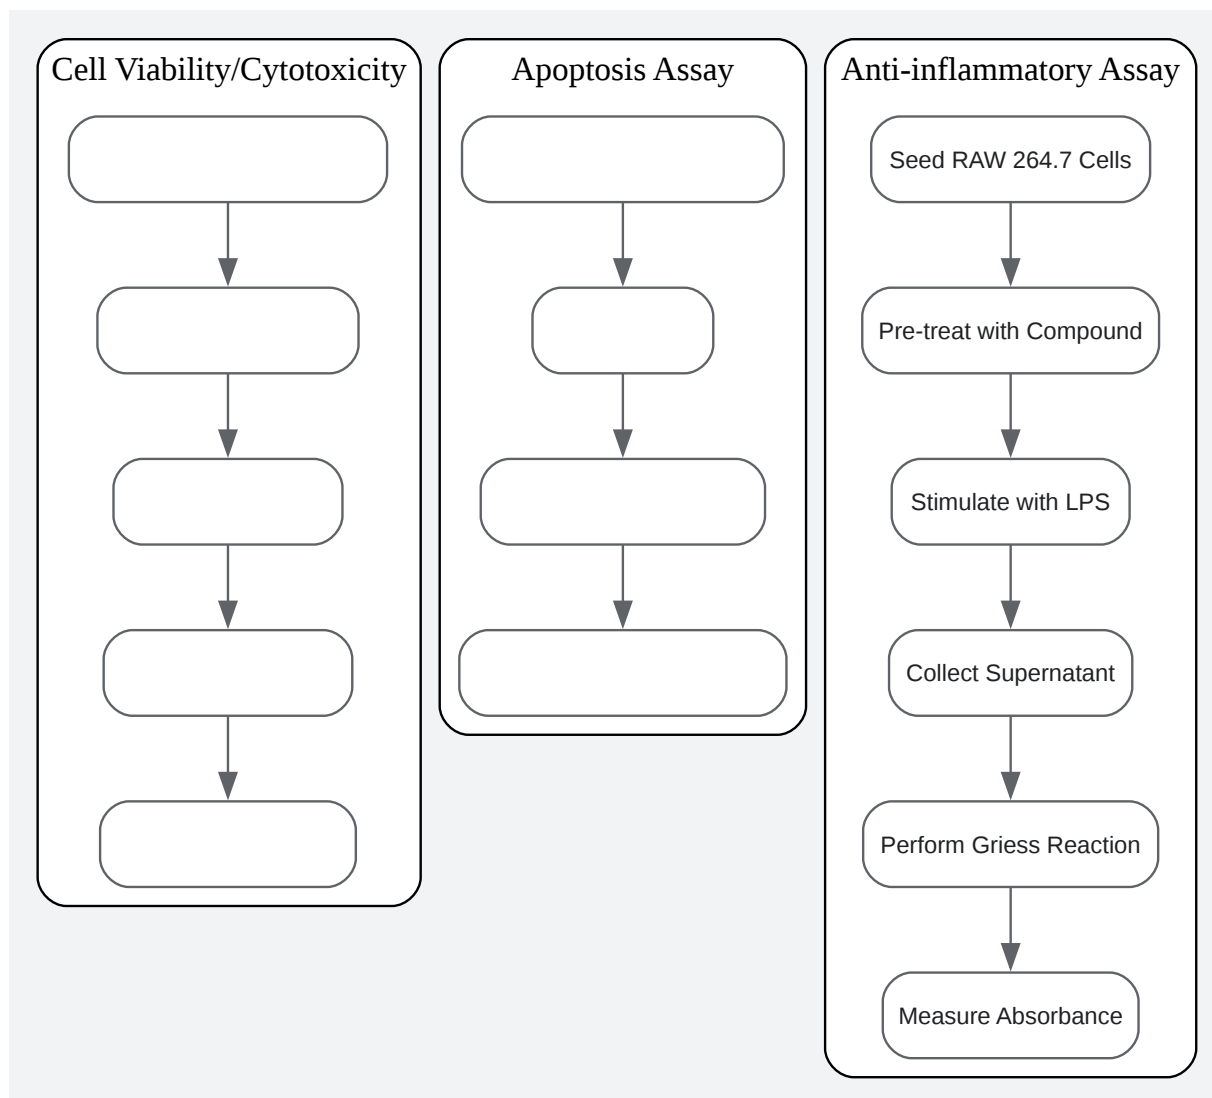 Cell Viability/Cytotoxicity
Apoptosis Assay
Anti-inflammatory Assay
Seed RAW 264.7 Cells
Pre-treat with Compound
Stimulate with LPS
Collect Supernatant
Perform Griess Reaction
Measure Absorbance